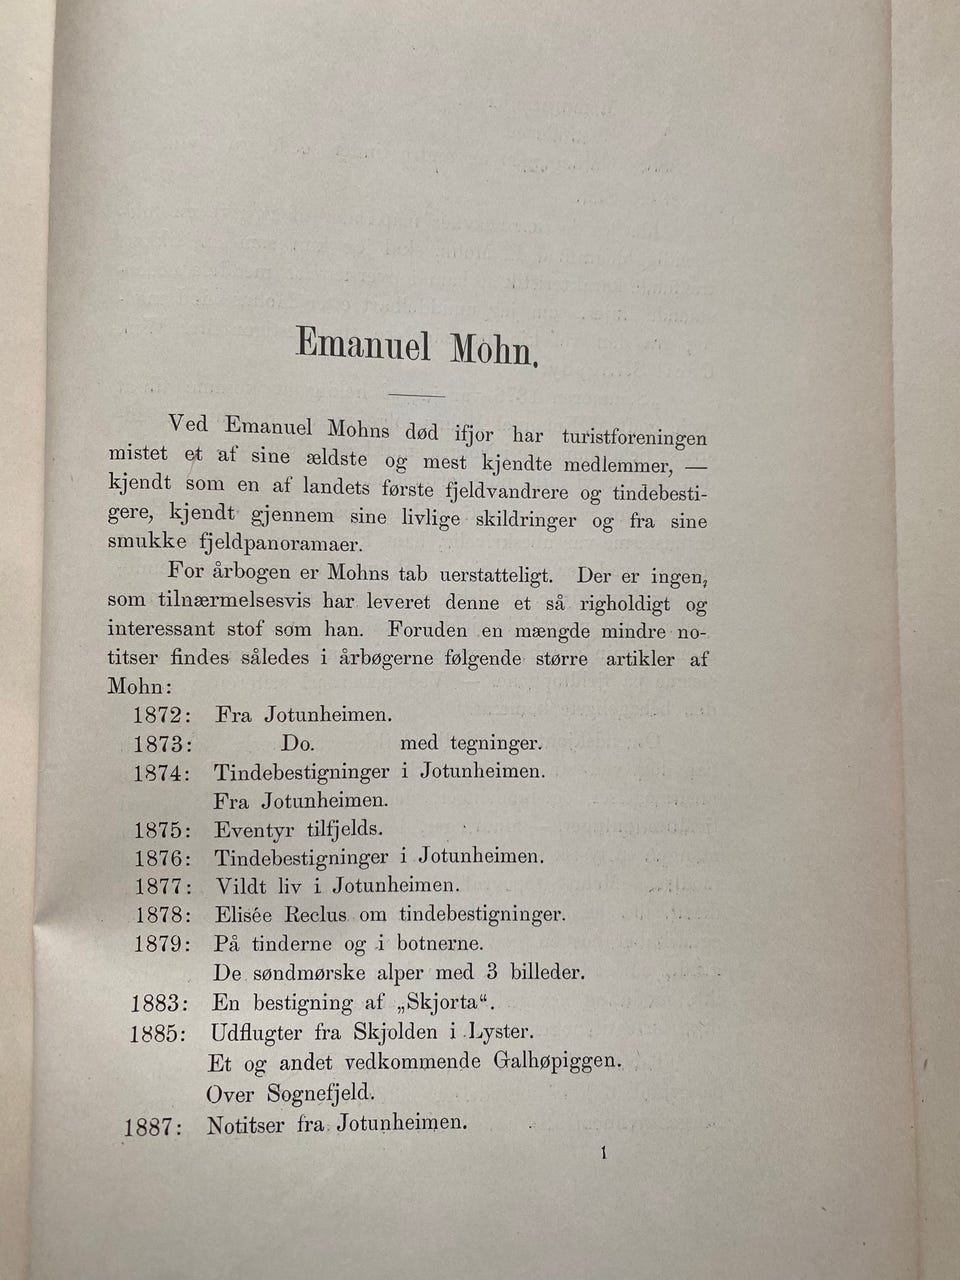 Emanuel Mohn.
Ved Emanuel Mohns død ifjor har turistforeningen
mistet et af sine ældste og mest kjendte medlemmer, —
kjendt som en af landets første fjeldvandrere og tindebesti-
gere, kjendt gjennem sine livlige skildringer og fra sine
smukke fjeldpanoramaer.
For årbogen er Mohns tab uerstatteligt. Der er ingen,
som tilnærmelsesvis har leveret denne et så righoldigt og
interessant stof som han. Foruden en mængde mindre no-
titser findes således i årbøgerne følgende større artikler af
Mohn:
1872: Fra Jotunheimen.
1873: Do. med tegninger.
1874: Tindebestigninger i Jotunheimen.
Fra Jotunheimen.
1875: Eventyr tilfjelds.
1876: Tindebestigninger i Jotunheimen.
1877: Vildt liv i Jotunheimen.
1878: Elisée Reclus om tindebestigninger.
1879: På tinderne og i botnerne.
De søndmørske alper med 3 billeder.
1883: En bestigning af „Skjorta“.
1885: Udflugter fra Skjolden i Lyster.
Et og andet vedkommende Galhøpiggen.
Over Sognefjeld.
1887: Notitser fra Jotunheimen.
1